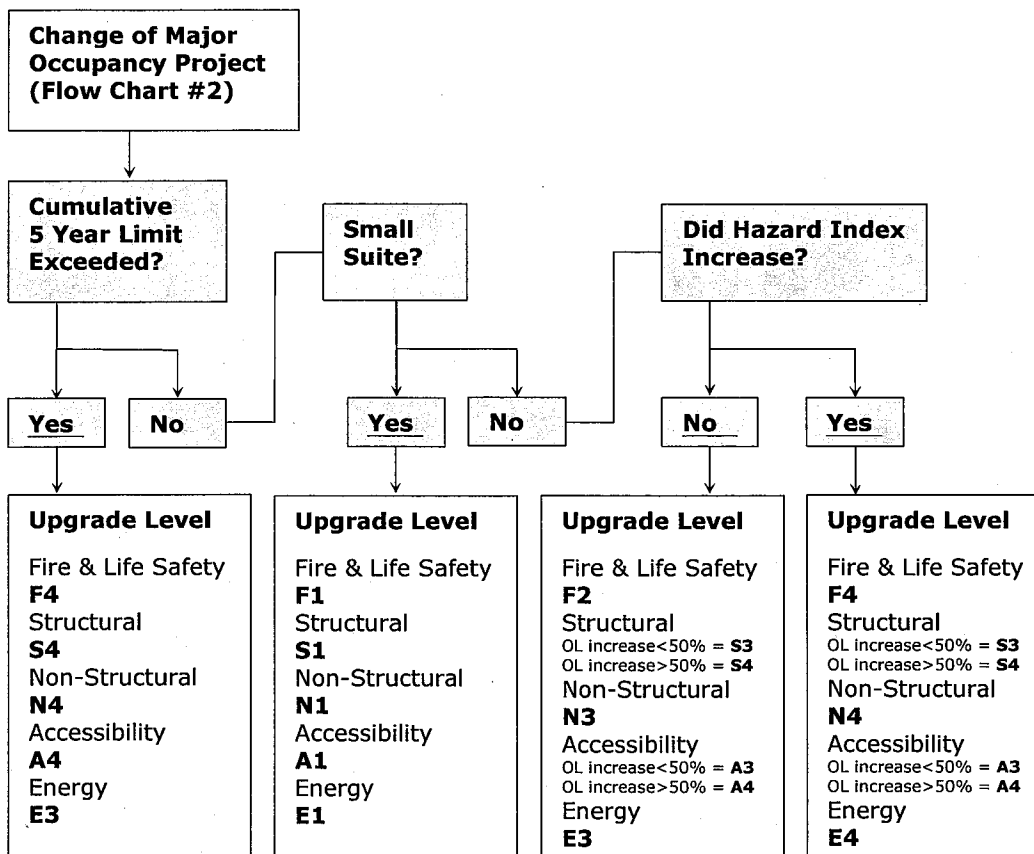 Change of Major
Occupancy Project
(Flow Chart #2)
Cumulative
5 Year Limit
Exceeded?
Small
Suite?
Did Hazard Index
Increase?
Yes
No
Yes
No
No
Yes
Upgrade Level
Fire & Life Safety
F4
Structural
S4
Non-Structural
N4
Accessibility
A4
Energy
E3
Upgrade Level
Fire & Life Safety
F1
Structural
S1
Non-Structural
N1
Accessibility
A1
Energy
E1
Upgrade Level
Fire & Life Safety
F2
Structural
OL increase<50% = S3
OL increase>50% = S4
Non-Structural
N3
Accessibility
OL increase<50% = A3
OL increase>50% = A4
Energy
E3
Upgrade Level
Fire & Life Safety
F4
Structural
OL increase<50% = S3
OL increase>50% = S4
Non-Structural
N4
Accessibility
OL increase<50% = A3
OL increase>50% = A4
Energy
E4